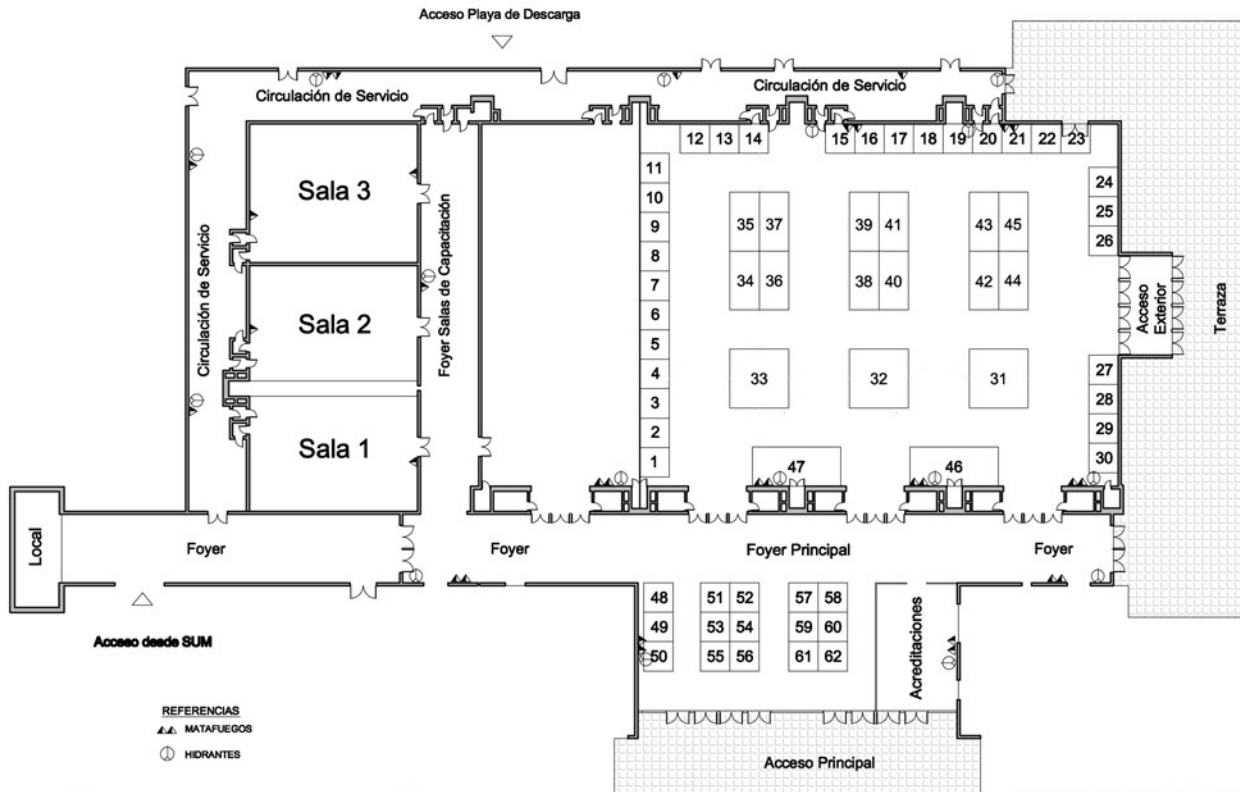 Acceso Playa de Descarga
Circulación de Servicio
Circulación de Servicio
12 13 14
15 16 17 18 19 20 21 22 23
11
10
9
8
7
6
5
4
3
2
1
24
25
26
35 37
34 36
39 41
38 40
43 45
42 44
33
32
31
27
28
29
30
47
46
Sala 3
Sala 2
Sala 1
Circulación de Servicio
Foyer Salas de Capacitación
Acceso
Exterior
Terraza
Local
Foyer
Foyer
Foyer Principal
Foyer
48
49
50
51 52
53 54
55 56
57 58
59 60
61 62
Acreditaciones
Acceso desde SUM
REFERENCIAS
MATAFUEGOS
HIDRANTES
Acceso Principal